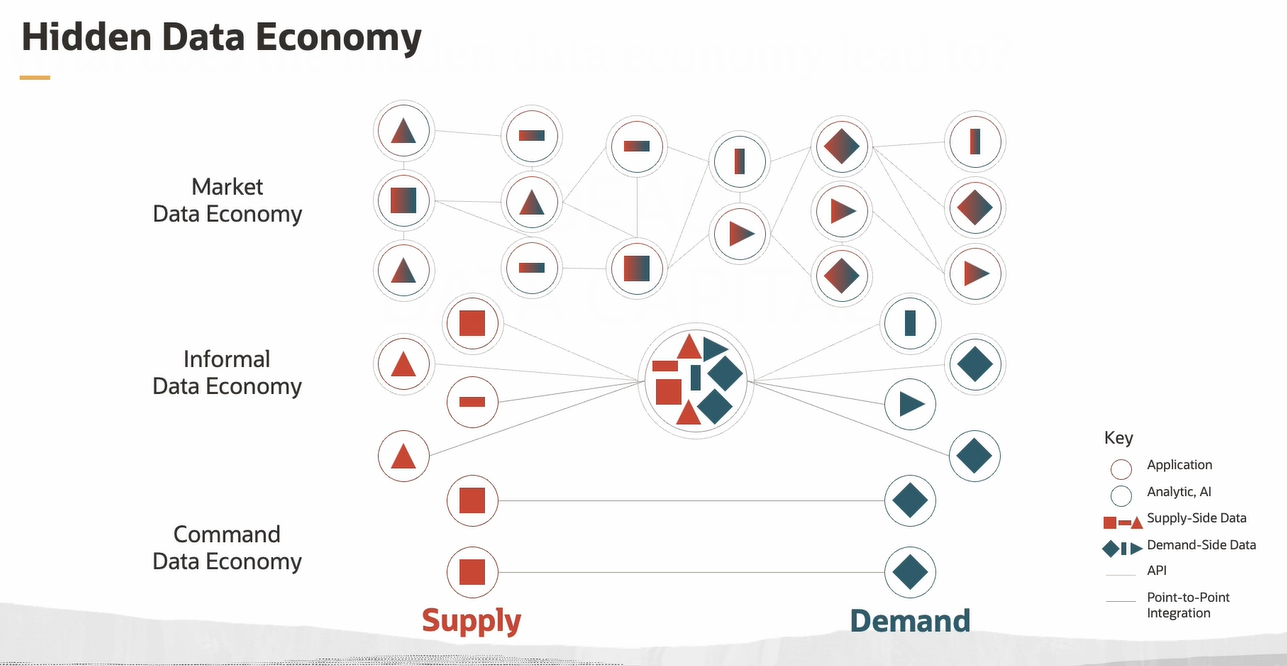 Hidden Data Economy
Market
Data Economy
Informal
Data Economy
Command
Data Economy
Supply
Demand
Key
Application
Analytic, AI
Supply-Side Data
Demand-Side Data
API
Point-to-Point
Integration